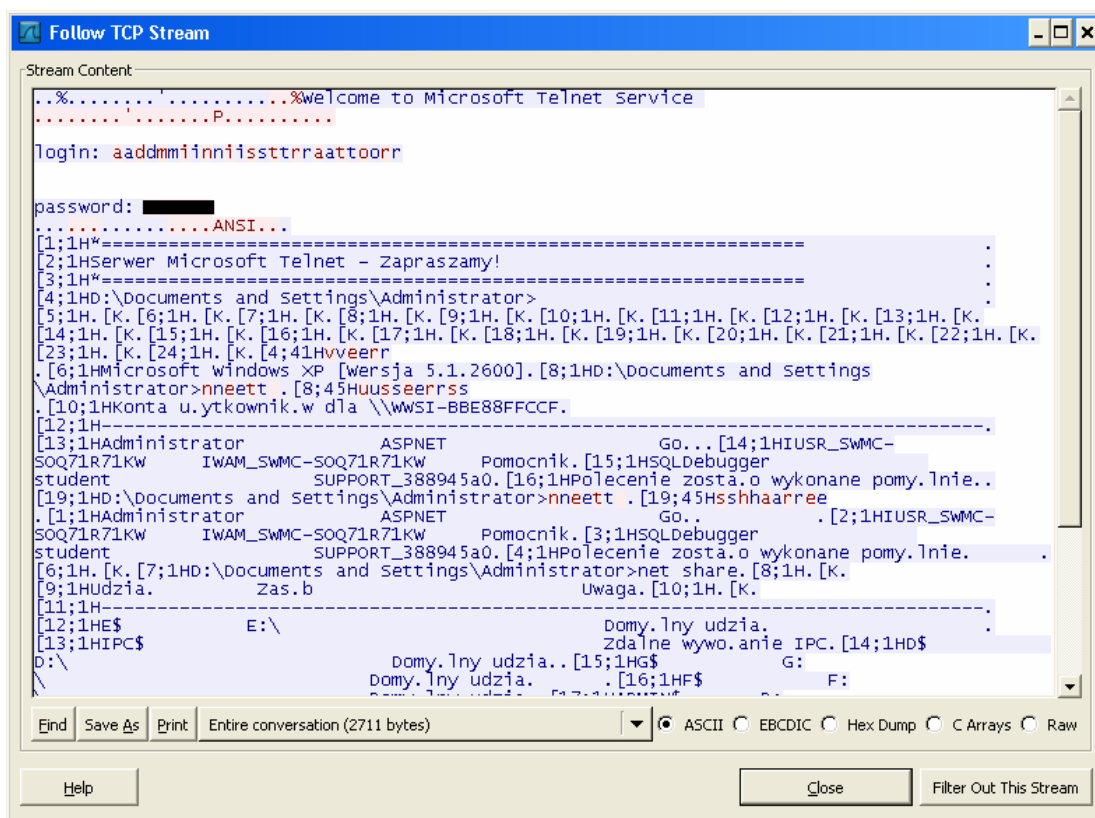 Follow TCP Stream
Stream Content
..%........'............%Welcome to Microsoft Telnet Service
........'.......P..........
login: aaddmmiinniissttrraattoorr
password:
................ANSI...
[1;1H*===============================================================                .
[2;1HSerwer Microsoft Telnet - Zapraszamy!                .
[3;1H*===============================================================                .
[4;1HD:\Documents and Settings\Administrator>                .
[5;1H.[K.[6;1H.[K.[7;1H.[K.[8;1H.[K.[9;1H.[K.[10;1H.[K.[11;1H.[K.[12;1H.[K.[13;1H.[K.
[14;1H.[K.[15;1H.[K.[16;1H.[K.[17;1H.[K.[18;1H.[K.[19;1H.[K.[20;1H.[K.[21;1H.[K.[22;1H.[K.
[23;1H.[K.[24;1H.[K.[4;41Hvveerr
.[6;1HMicrosoft Windows XP [Wersja 5.1.2600].[8;1HD:\Documents and Settings
\Administrator>nneett .[8;45Huusseerrss
.[10;1HKonta u.ytkownik.w dla \\WWSI-BBE88FFCCF.
[12;1H-------------------------------------------------------------------------------.
[13;1HAdministrator            ASPNET                   Go...[14;1HIUSR_SWMC-
SOQ71R71KW     IWAM_SWMC-SOQ71R71KW     Pomocnik.[15;1HSQLDebugger
student                  SUPPORT_388945a0.[16;1HPolecenie zosta.o wykonane pomy.lnie..
[19;1HD:\Documents and Settings\Administrator>nneett .[19;45Hsshhaarree
.[1;1HAdministrator            ASPNET                   Go..          .[2;1HIUSR_SWMC-
SOQ71R71KW     IWAM_SWMC-SOQ71R71KW     Pomocnik.[3;1HSQLDebugger
student                  SUPPORT_388945a0.[4;1HPolecenie zosta.o wykonane pomy.lnie.      .
[6;1H.[K.[7;1HD:\Documents and Settings\Administrator>net share.[8;1H.[K.
[9;1HUdzia.         Zas.b                        Uwaga.[10;1H.[K.
[11;1H-------------------------------------------------------------------------------.
[12;1HE$           E:\                             Domy.lny udzia.                    .
[13;1HIPC$                                         Zdalne wywo.anie IPC.[14;1HD$
D:\                             Domy.lny udzia..[15;1HG$           G:
\                             Domy.lny udzia.      .[16;1HF$           F:
Find Save As Print Entire conversation (2711 bytes) ASCII EBCDIC Hex Dump C Arrays Raw
Help Close Filter Out This Stream